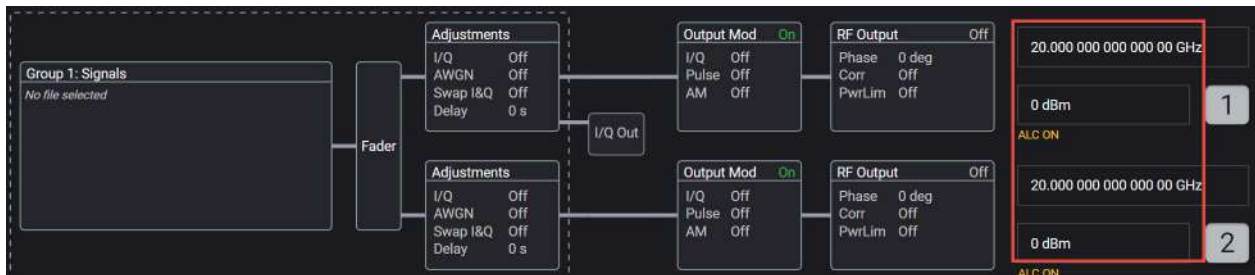 Group 1: Signals
No file selected
Fader
Adjustments
I/Q Off
AWGN Off
Swap I&Q Off
Delay 0 s
I/Q Out
Output Mod On
I/Q Off
Pulse Off
AM Off
RF Output Off
Phase 0 deg
Corr Off
PwrLim Off
20.000 000 000 000 00 GHz
0 dBm
1
ALC ON
Adjustments
I/Q Off
AWGN Off
Swap I&Q Off
Delay 0 s
Output Mod On
I/Q Off
Pulse Off
AM Off
RF Output Off
Phase 0 deg
Corr Off
PwrLim Off
20.000 000 000 000 00 GHz
0 dBm
2
ALC ON